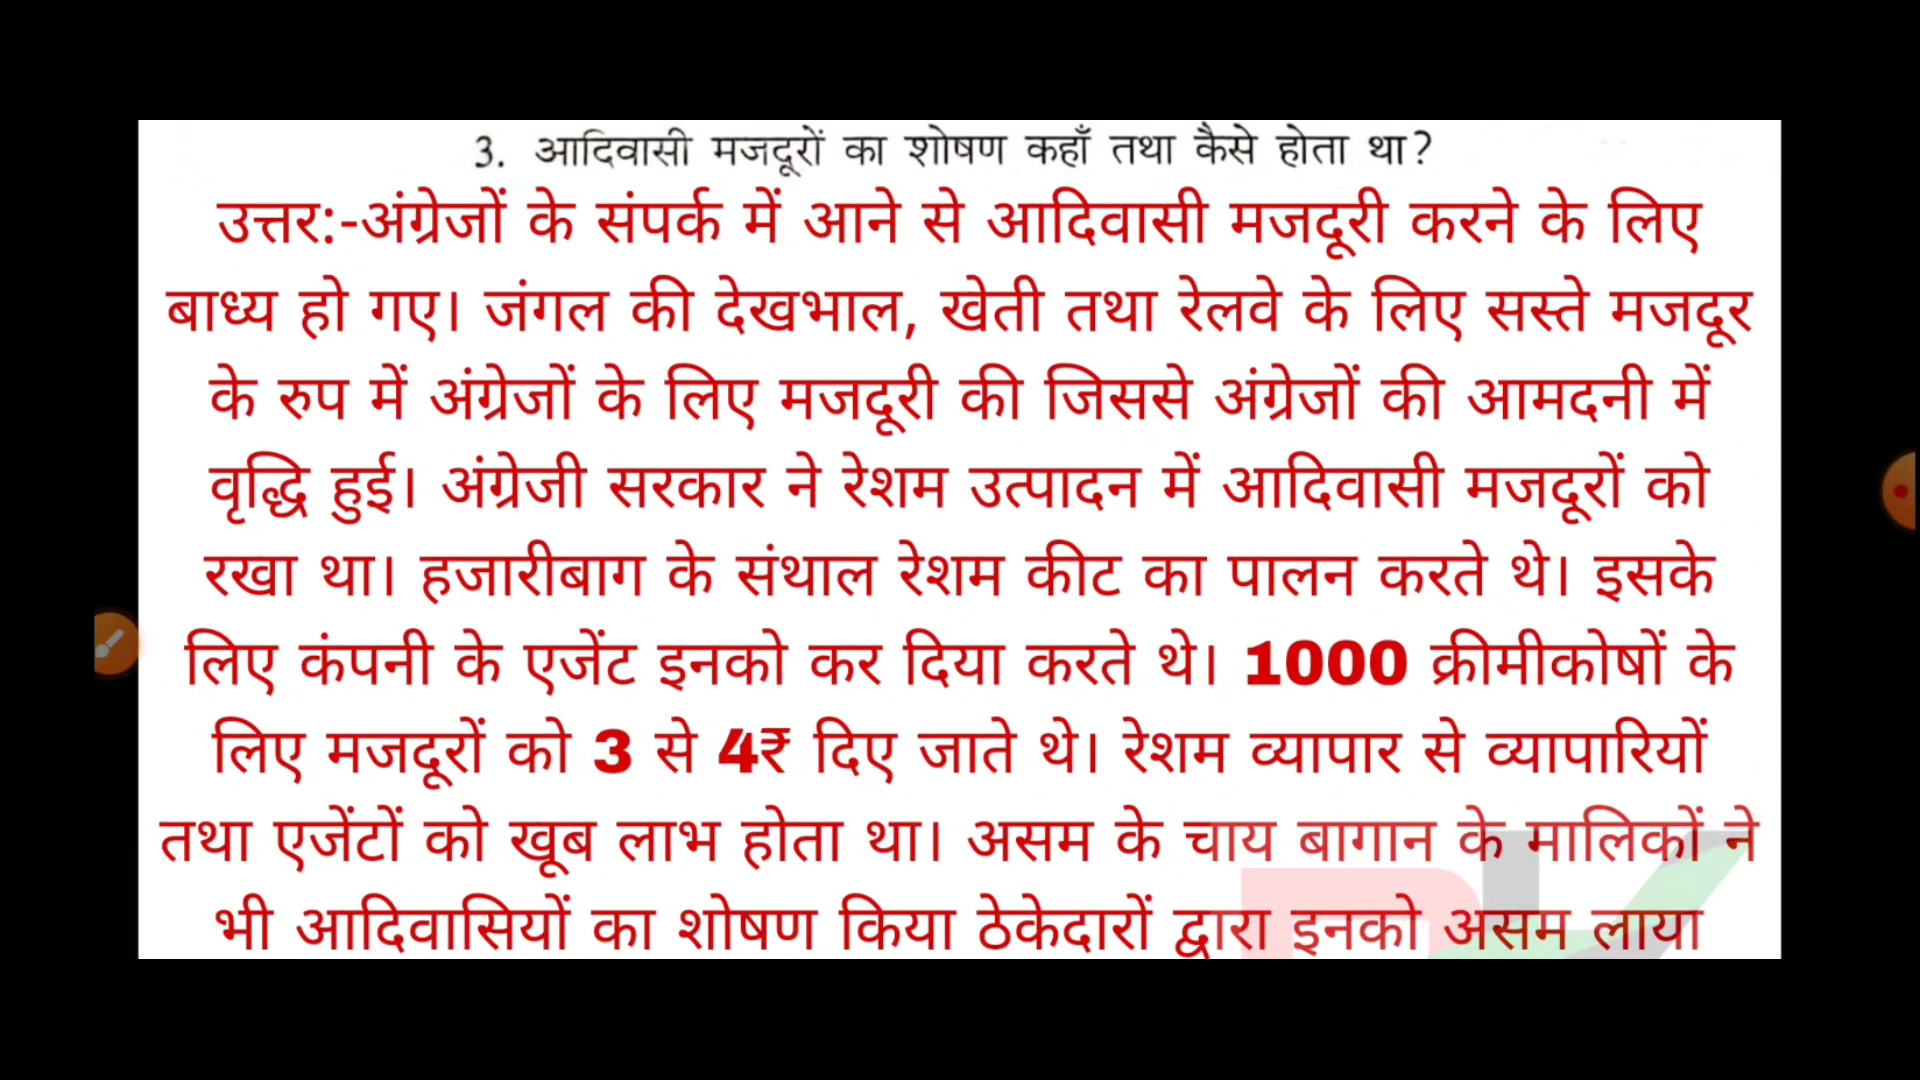 3. आदिवासी मजदूरों का शोषण कहाँ तथा कैसे होता था?
उत्तर:-अंग्रेजों के संपर्क में आने से आदिवासी मजदूरी करने के लिए
बाध्य हो गए। जंगल की देखभाल, खेती तथा रेलवे के लिए सस्ते मजदूर
के रुप में अंग्रेजों के लिए मजदूरी की जिससे अंग्रेजों की आमदनी में
वृद्धि हुई। अंग्रेजी सरकार ने रेशम उत्पादन में आदिवासी मजदूरों को
रखा था। हजारीबाग के संथाल रेशम कीट का पालन करते थे। इसके
लिए कंपनी के एजेंट इनको कर दिया करते थे। 1000 क्रीमीकोषों के
लिए मजदूरों को 3 से 4₹ दिए जाते थे। रेशम व्यापार से व्यापारियों
तथा एजेंटों को खूब लाभ होता था। असम के चाय बागान के मालिकों ने
भी आदिवासियों का शोषण किया ठेकेदारों द्वारा इनको असम लाया